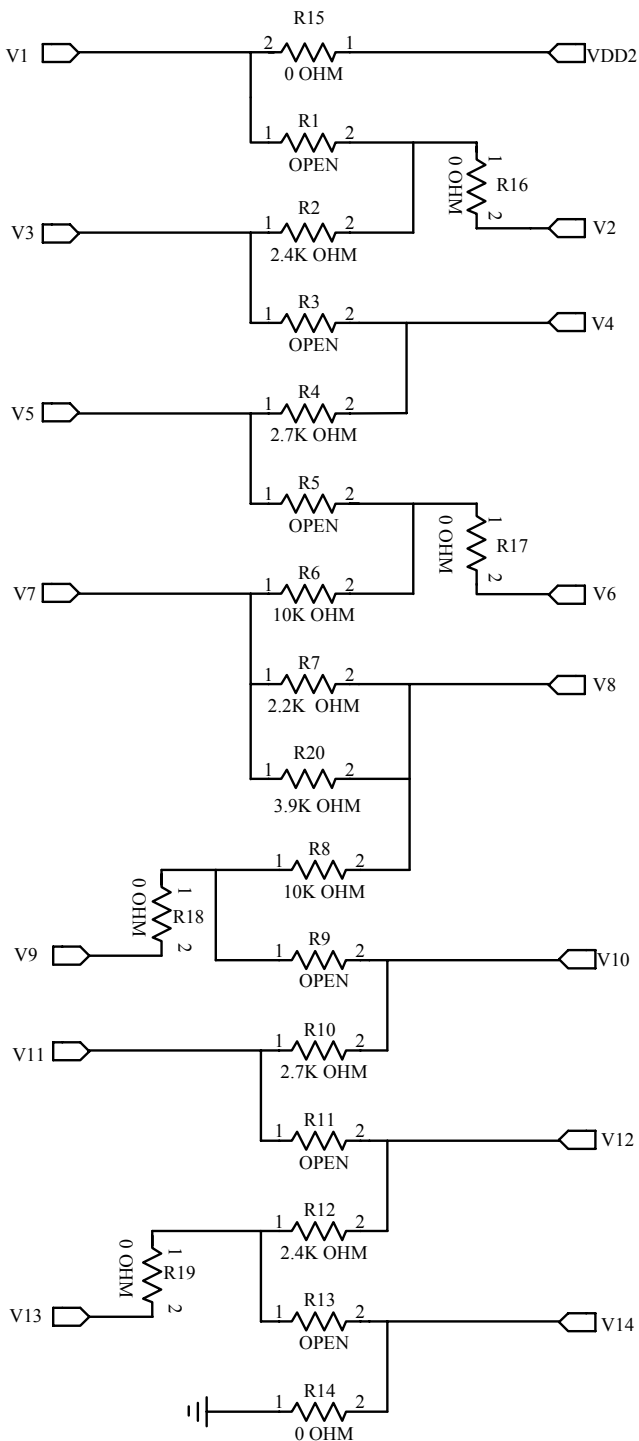 R15
V1 2 1 VDD2
0 OHM
R1
1 2
OPEN
1
0 OHM
R16
2
R2
V3 1 2 V2
2.4K OHM
R3
1 2 V4
OPEN
R4
V5 1 2
2.7K OHM
R5
1 2
OPEN
1
0 OHM
R17
2
R6
V7 1 2 V6
10K OHM
R7
1 2 V8
2.2K OHM
R20
1 2
3.9K OHM
R8
1 2
10K OHM
1
0 OHM
R18
2
R9
V9 1 2 V10
OPEN
R10
V11 1 2
2.7K OHM
R11
1 2 V12
OPEN
R12
1 2
2.4K OHM
1
0 OHM
R19
2
R13
V13 1 2 V14
OPEN
R14
1 2
0 OHM